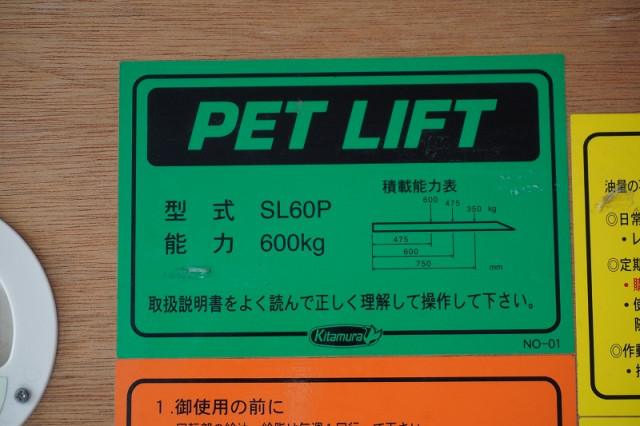 PET LIFT
型式 SL60P
能力 600kg
積載能力表
600 475 350 kg
475
600
750 mm
取扱説明書をよく読んで正しく理解して操作して下さい。
Kitamura
NO-01
1.御使用の前に
油量の
◎日常
◎定期
◎作動